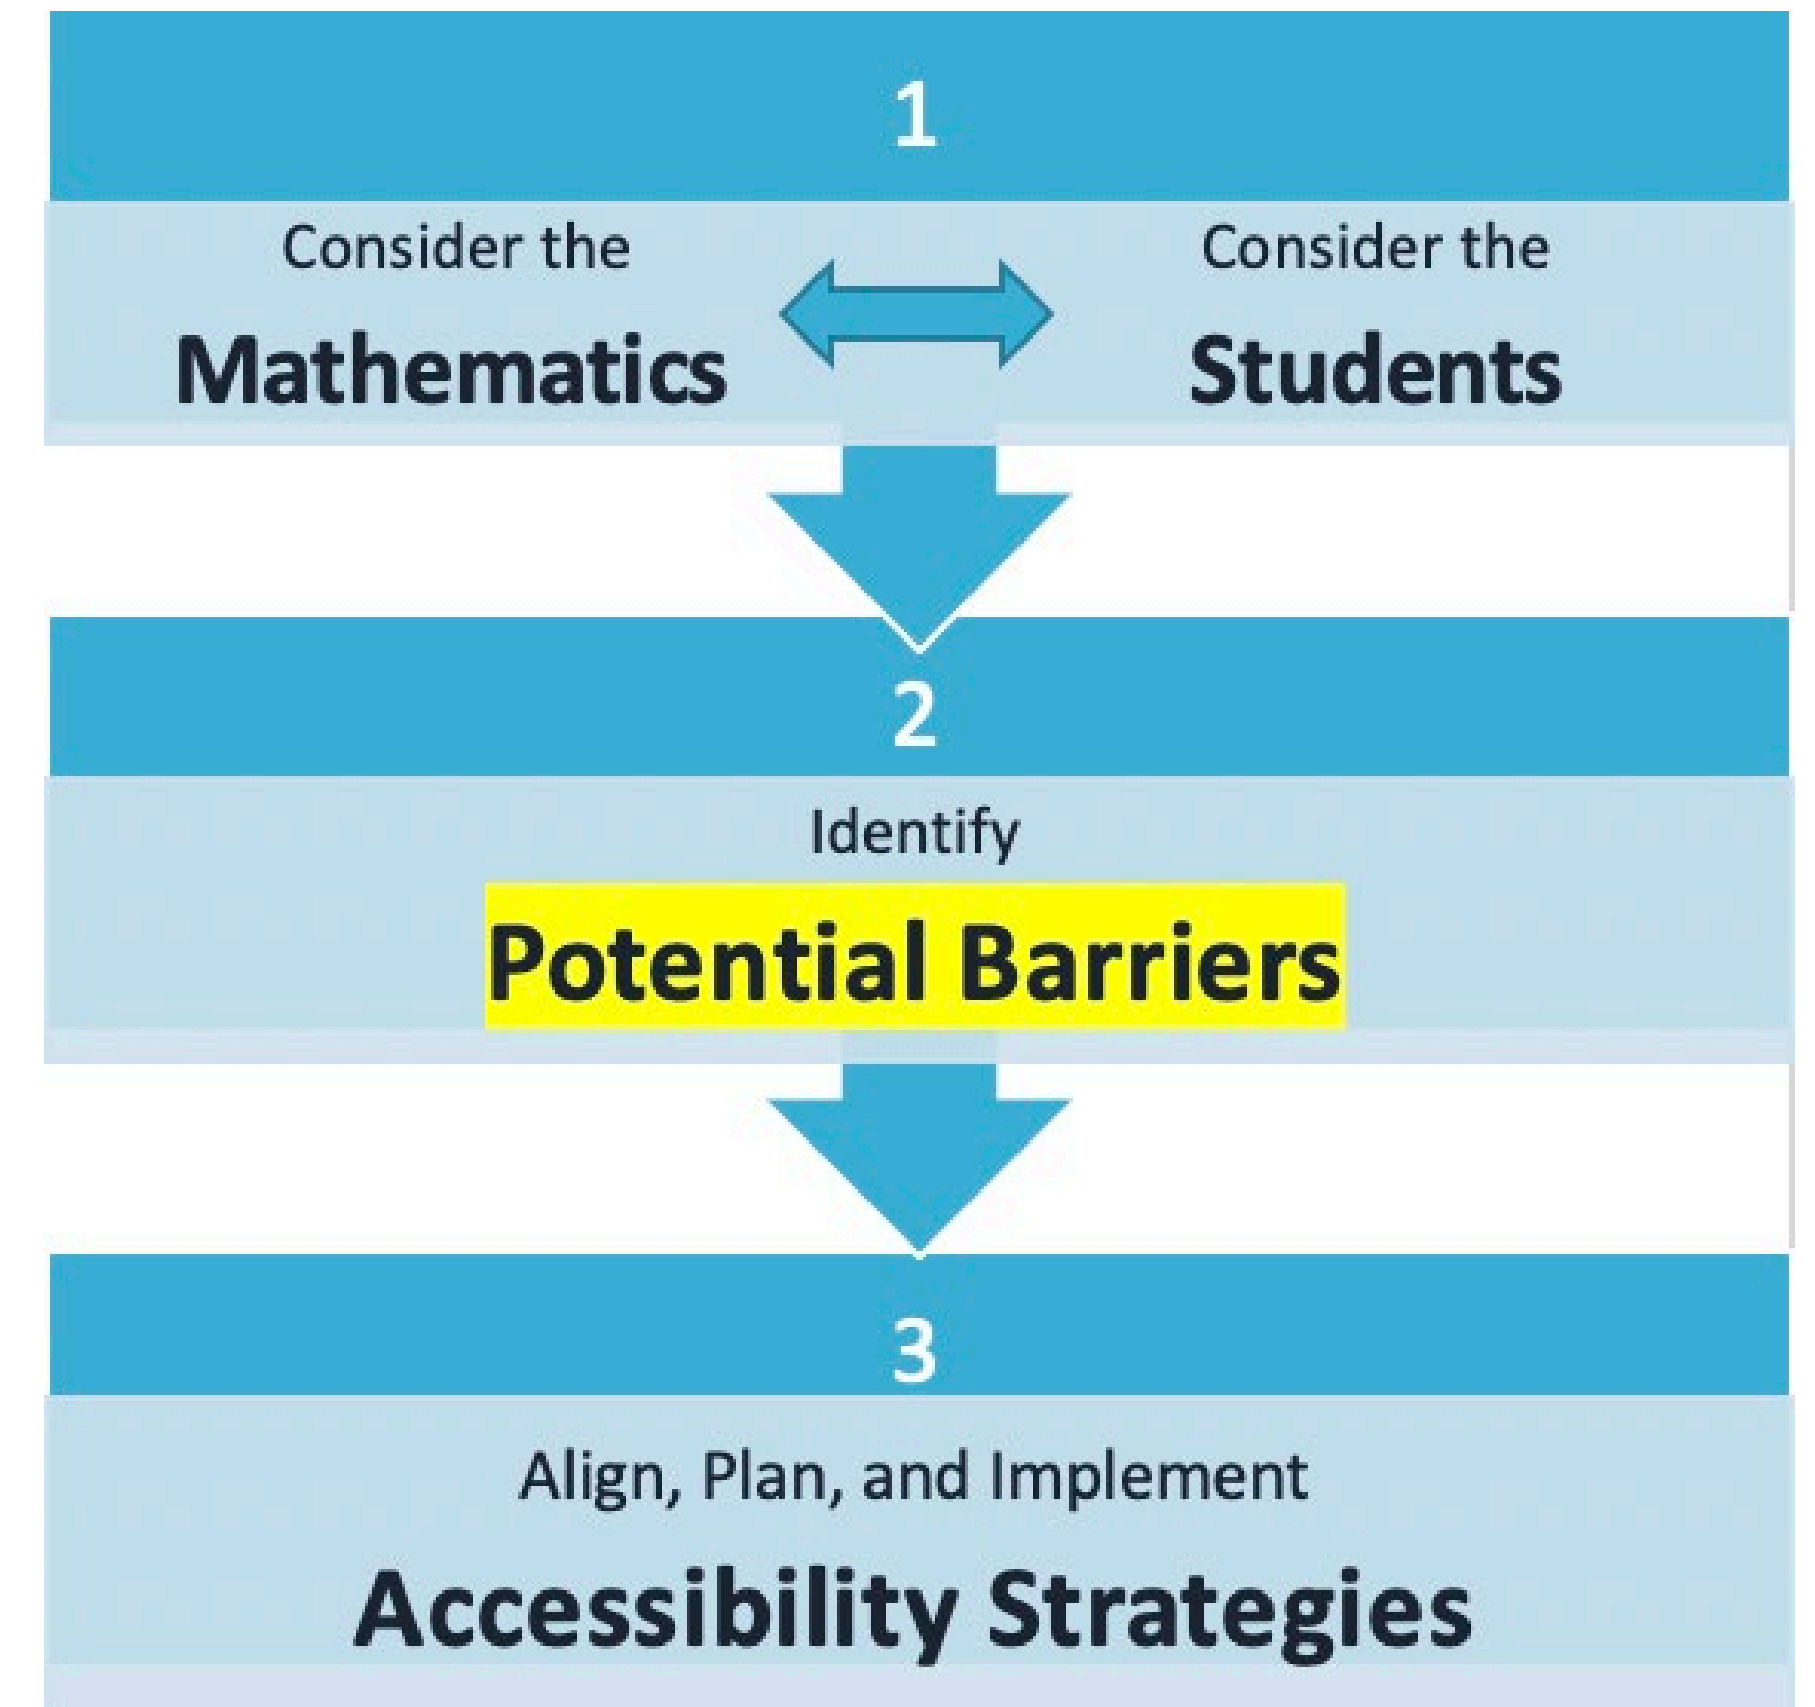 1
Consider the
Mathematics
Consider the
Students
2
Identify
Potential Barriers
3
Align, Plan, and Implement
Accessibility Strategies